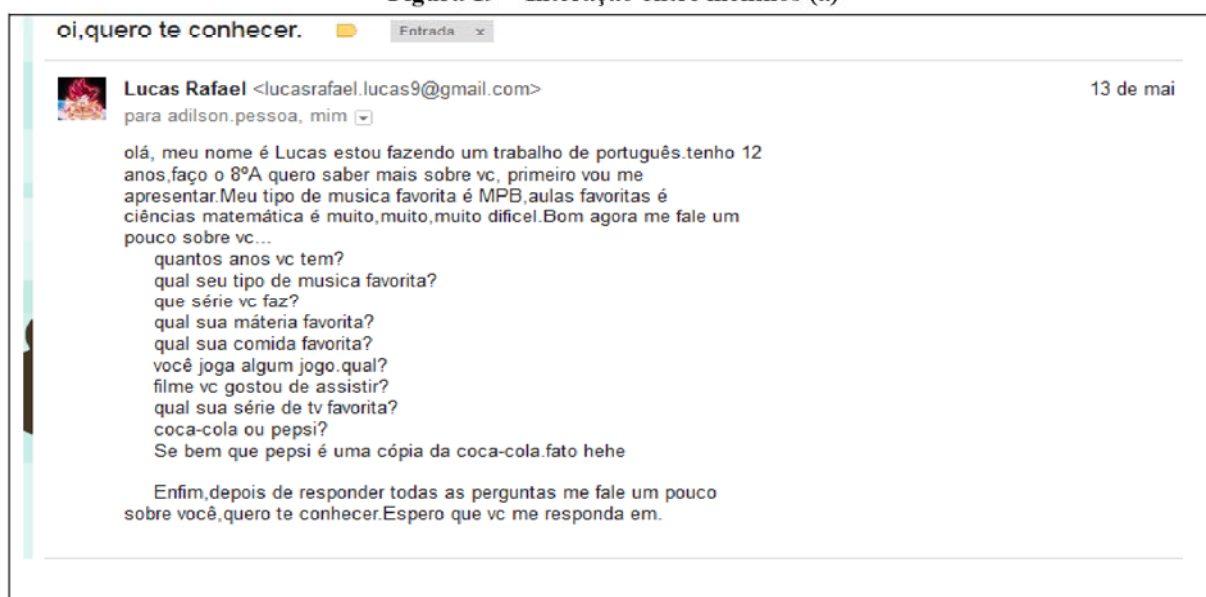 Interação entre meninos (a)
oi,quero te conhecer. Entrada x
Lucas Rafael <lucasrafael.lucas9@gmail.com> 13 de mai
para adilson.pessoa, mim
olá, meu nome é Lucas estou fazendo um trabalho de português.tenho 12
anos,faço o 8ºA quero saber mais sobre vc, primeiro vou me
apresentar.Meu tipo de musica favorita é MPB,aulas favoritas é
ciências matemática é muito,muito,muito dificel.Bom agora me fale um
pouco sobre vc...
quantos anos vc tem?
qual seu tipo de musica favorita?
que série vc faz?
qual sua máteria favorita?
qual sua comida favorita?
você joga algum jogo.qual?
filme vc gostou de assistir?
qual sua série de tv favorita?
coca-cola ou pepsi?
Se bem que pepsi é uma cópia da coca-cola.fato hehe
Enfim,depois de responder todas as perguntas me fale um pouco
sobre você,quero te conhecer.Espero que vc me responda em.